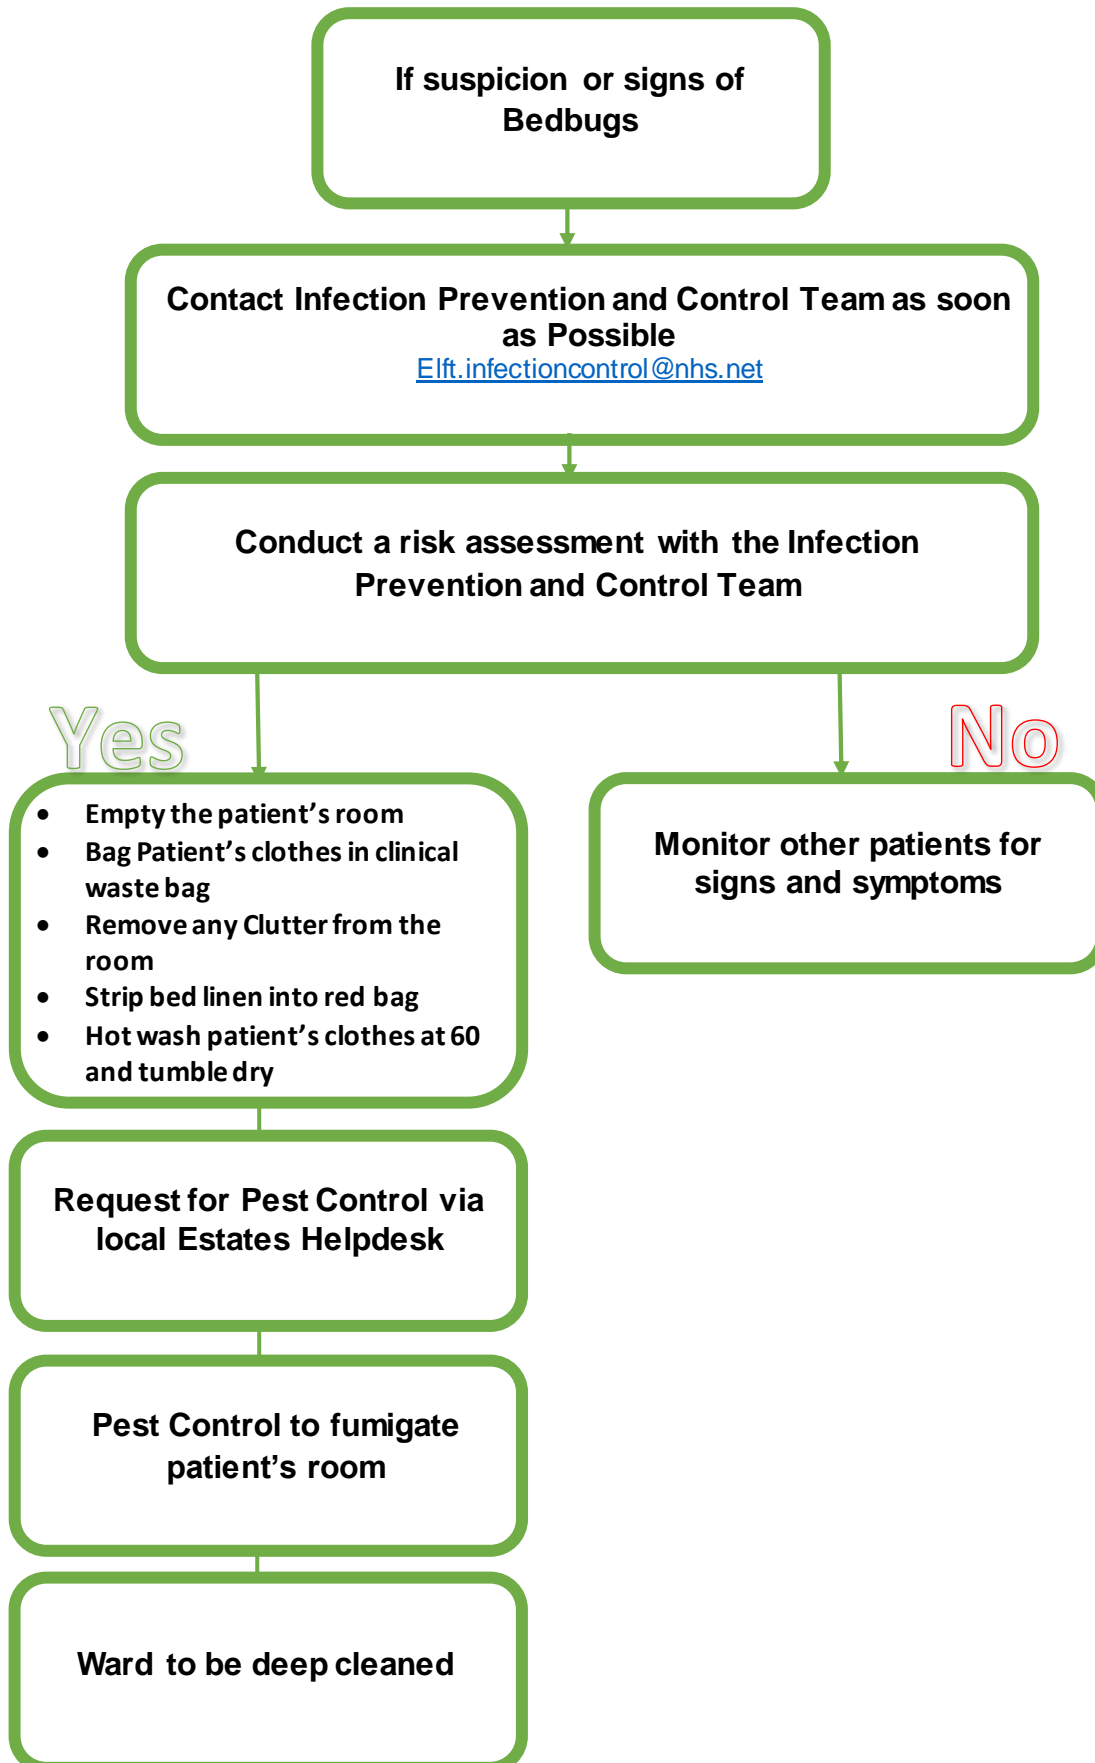 If suspicion or signs of
Bedbugs
Contact Infection Prevention and Control Team as soon
as Possible
Elft.infectioncontrol@nhs.net
Conduct a risk assessment with the Infection
Prevention and Control Team
Yes
No
• Empty the patient’s room
• Bag Patient’s clothes in clinical
waste bag
• Remove any Clutter from the
room
• Strip bed linen into red bag
• Hot wash patient’s clothes at 60
and tumble dry
Monitor other patients for
signs and symptoms
Request for Pest Control via
local Estates Helpdesk
Pest Control to fumigate
patient’s room
Ward to be deep cleaned